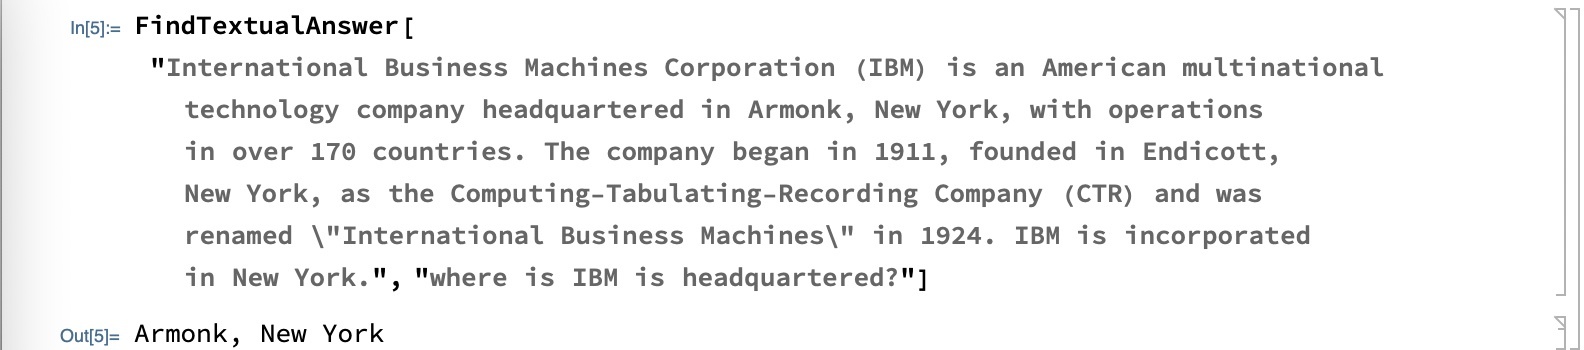 In[5]:= FindTextualAnswer[
"International Business Machines Corporation (IBM) is an American multinational
technology company headquartered in Armonk, New York, with operations
in over 170 countries. The company began in 1911, founded in Endicott,
New York, as the Computing-Tabulating-Recording Company (CTR) and was
renamed \"International Business Machines\" in 1924. IBM is incorporated
in New York.", "where is IBM is headquartered?"]
Out[5]= Armonk, New York